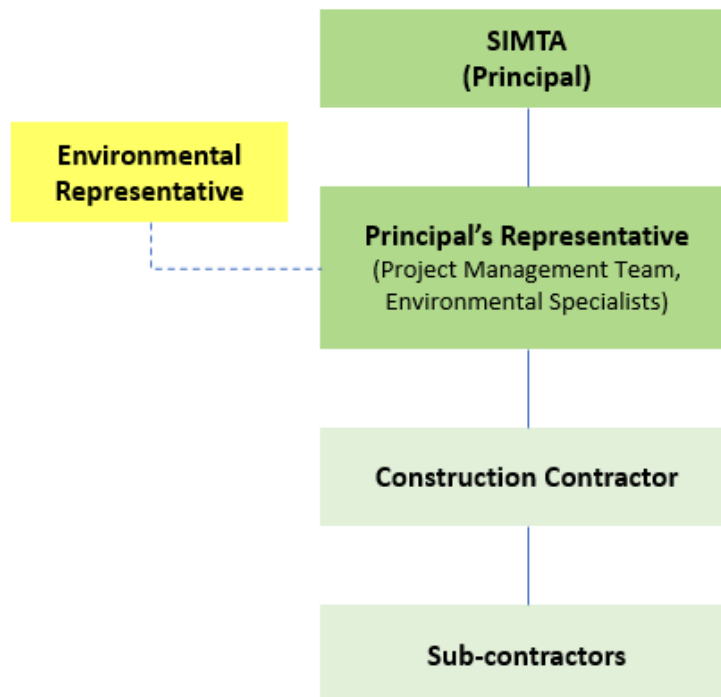 SIMTA
(Principal)
Environmental
Representative
Principal’s Representative
(Project Management Team,
Environmental Specialists)
Construction Contractor
Sub-contractors